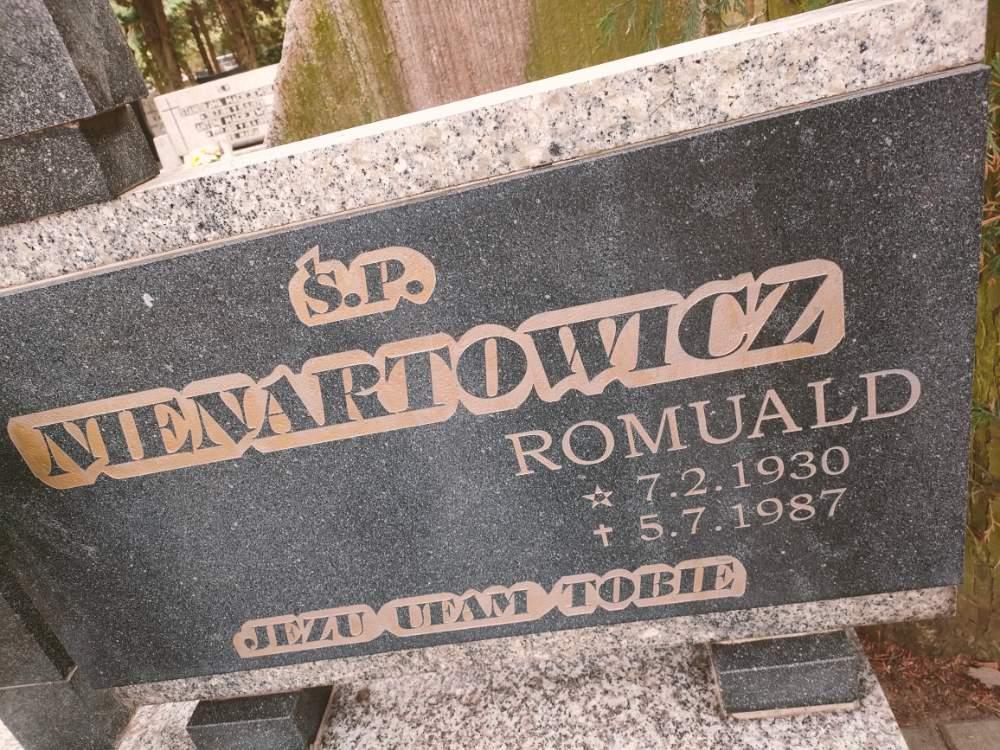 Ś.P.
NIENARTOWICZ
ROMUALD
☆ 7.2.1930
✝ 5.7.1987
JEZU UFAM TOBIE